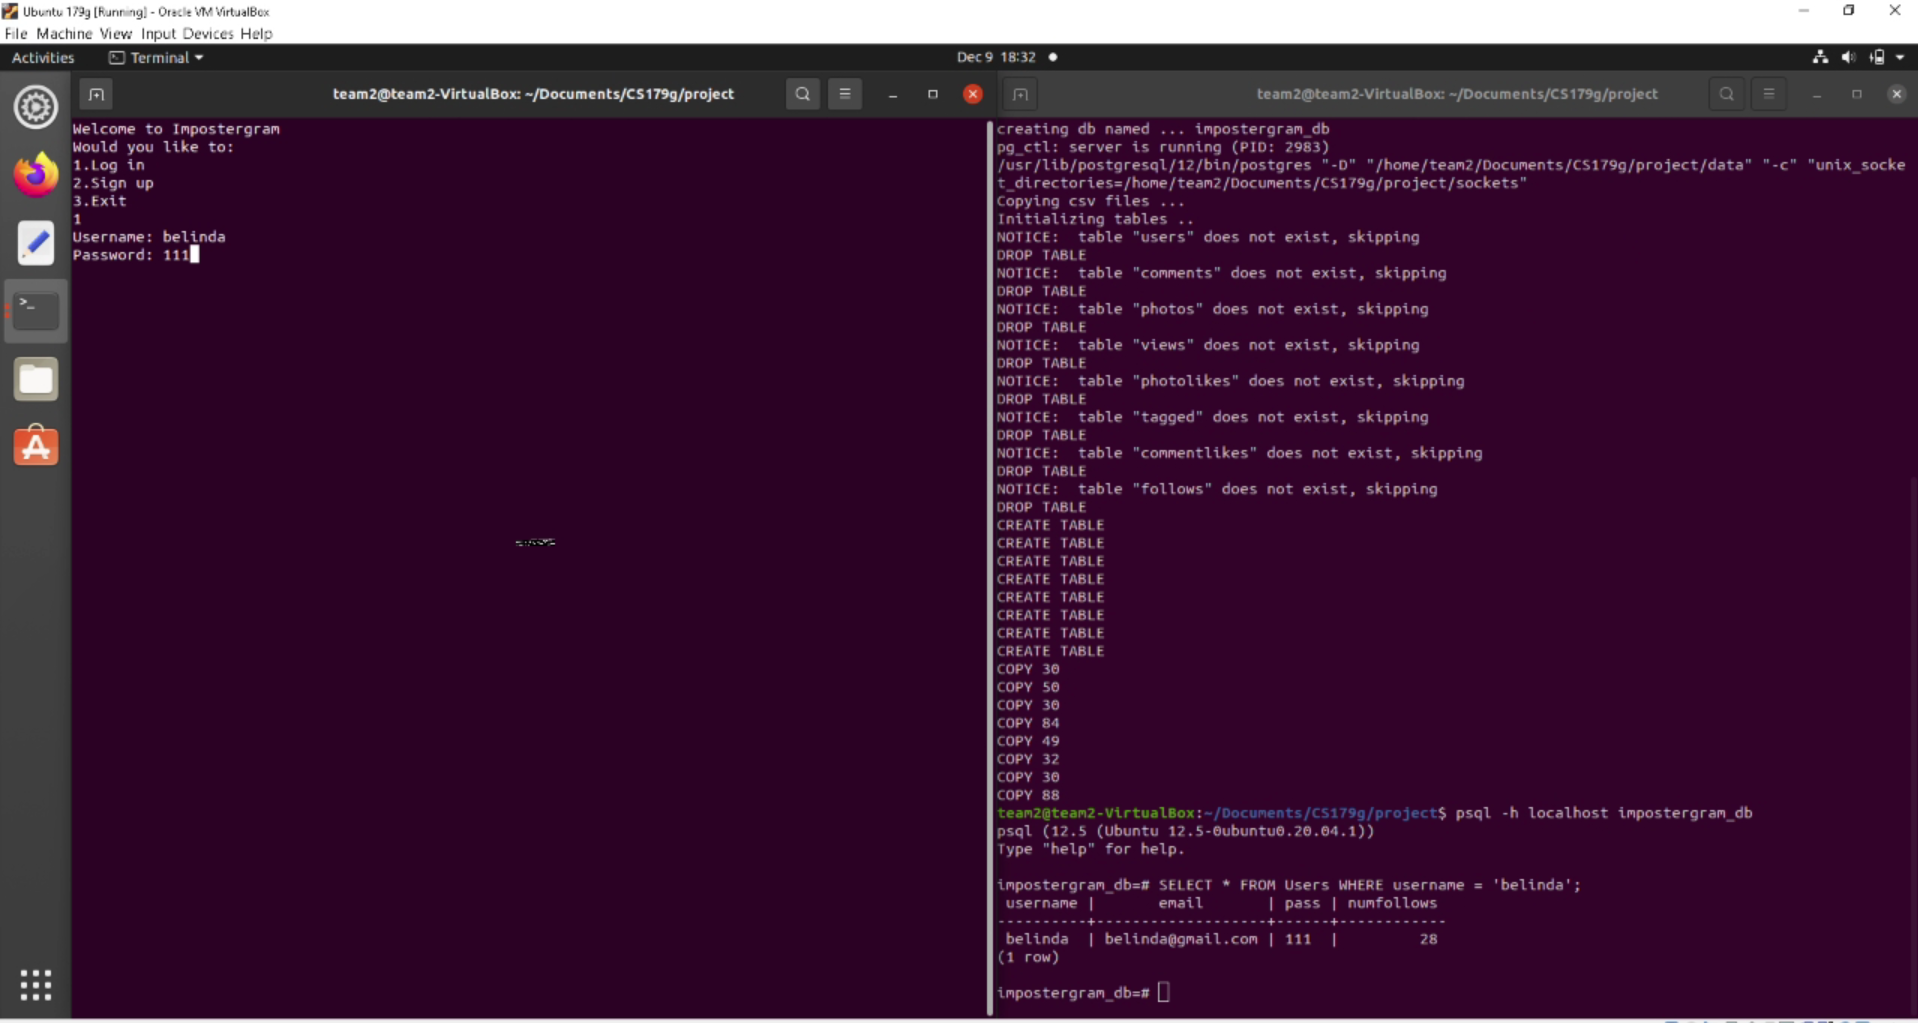 Ubuntu 179g [Running] - Oracle VM VirtualBox
File Machine View Input Devices Help
Activities Terminal Dec 9 18:32
team2@team2-VirtualBox: ~/Documents/CS179g/project
Welcome to Impostergram
Would you like to:
1.Log in
2.Sign up
3.Exit
1
Username: belinda
Password: 111
team2@team2-VirtualBox: ~/Documents/CS179g/project
creating db named ... impostergram_db
pg_ctl: server is running (PID: 2983)
/usr/lib/postgresql/12/bin/postgres "-D" "/home/team2/Documents/CS179g/project/data" "-c" "unix_socke
t_directories=/home/team2/Documents/CS179g/project/sockets"
Copying csv files ...
Initializing tables ..
NOTICE:  table "users" does not exist, skipping
DROP TABLE
NOTICE:  table "comments" does not exist, skipping
DROP TABLE
NOTICE:  table "photos" does not exist, skipping
DROP TABLE
NOTICE:  table "views" does not exist, skipping
DROP TABLE
NOTICE:  table "photolikes" does not exist, skipping
DROP TABLE
NOTICE:  table "tagged" does not exist, skipping
DROP TABLE
NOTICE:  table "commentlikes" does not exist, skipping
DROP TABLE
NOTICE:  table "follows" does not exist, skipping
DROP TABLE
CREATE TABLE
CREATE TABLE
CREATE TABLE
CREATE TABLE
CREATE TABLE
CREATE TABLE
CREATE TABLE
CREATE TABLE
COPY 30
COPY 50
COPY 30
COPY 84
COPY 49
COPY 32
COPY 30
COPY 88
team2@team2-VirtualBox:~/Documents/CS179g/project$ psql -h localhost impostergram_db
psql (12.5 (Ubuntu 12.5-0ubuntu0.20.04.1))
Type "help" for help.
impostergram_db=# SELECT * FROM Users WHERE username = 'belinda';
 username |       email       | pass | numfollows
----------+-------------------+------+------------
 belinda  | belinda@gmail.com | 111  |         28
(1 row)
impostergram_db=#